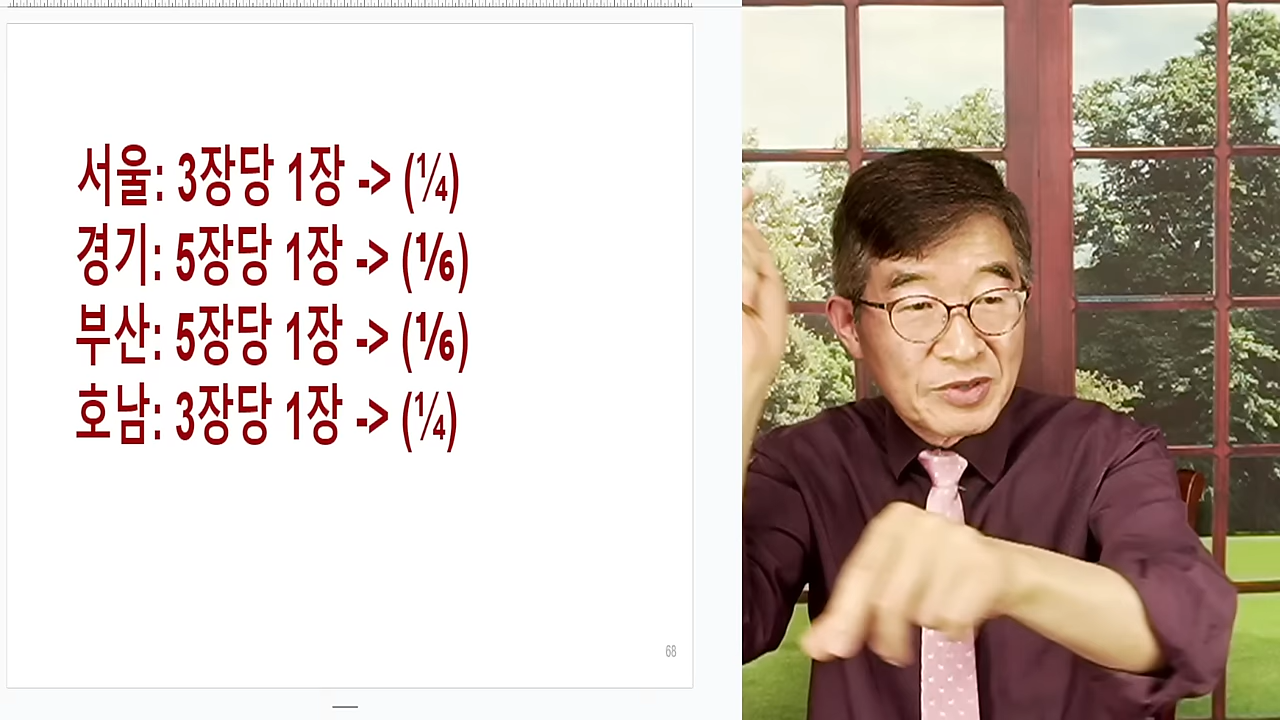 서울: 3장당 1장 -> (¼)
경기: 5장당 1장 -> (⅙)
부산: 5장당 1장 -> (⅙)
호남: 3장당 1장 -> (¼)
68